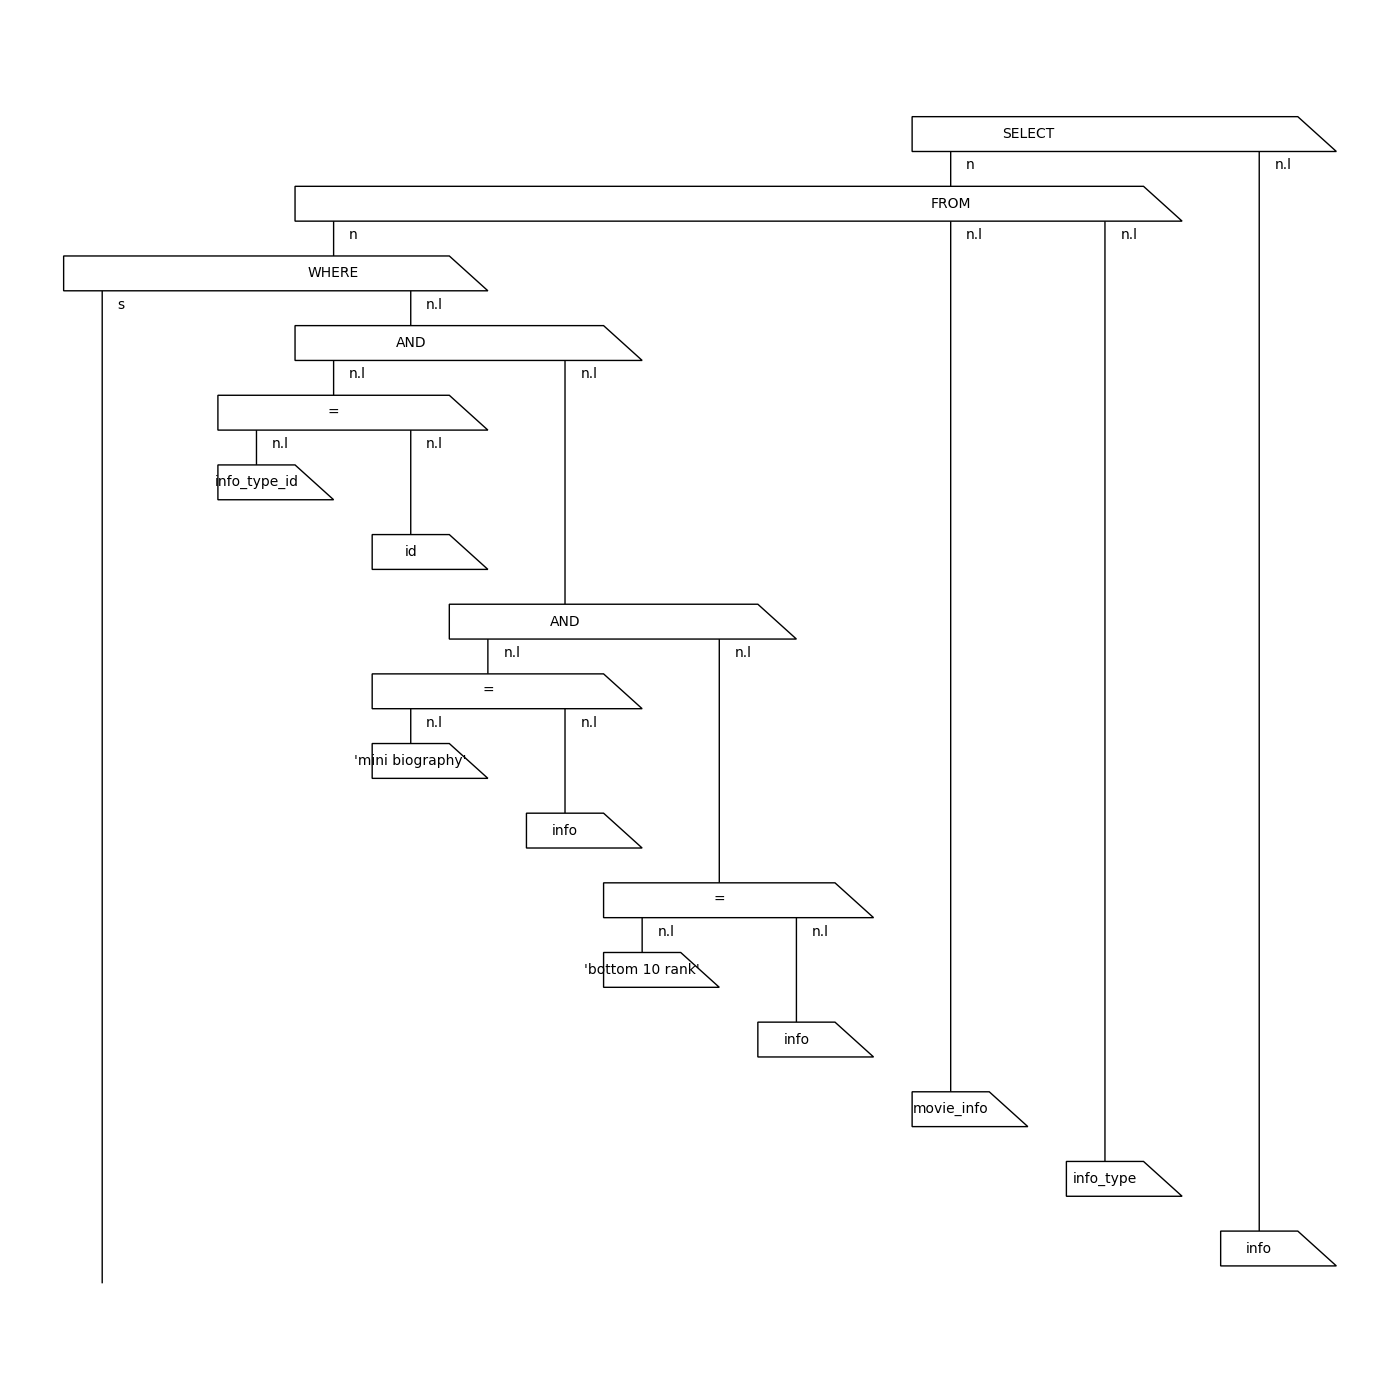 SELECT
n n.l
FROM
n n.l n.l
WHERE
s n.l
AND
n.l n.l
=
n.l n.l
info_type_id
id
AND
n.l n.l
=
n.l n.l
'mini biography'
info
=
n.l n.l
'bottom 10 rank'
info
movie_info
info_type
info